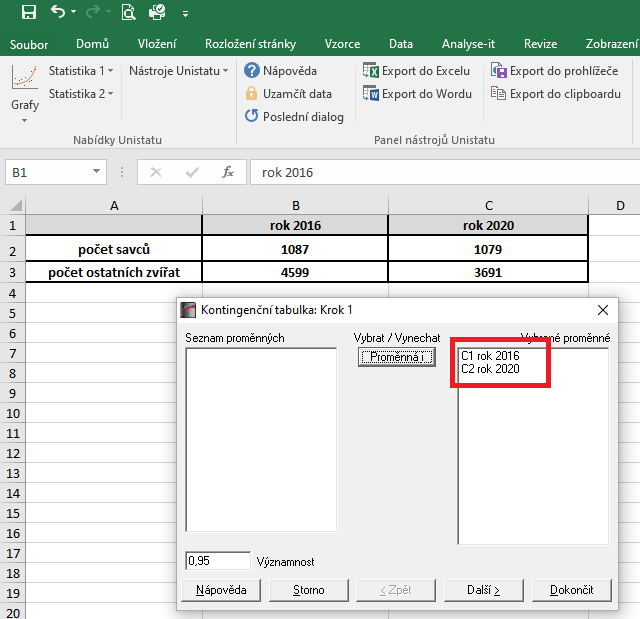 Soubor Domů Vložení Rozložení stránky Vzorce Data Analyse-it Revize Zobrazení
Grafy
Statistika 1
Statistika 2
Nástroje Unistatu
Nabídky Unistatu
Nápověda
Uzamčít data
Poslední dialog
Export do Excelu
Export do Wordu
Export do prohlížeče
Export do clipboardu
Panel nástrojů Unistatu
B1 fx rok 2016
A B C D
1 rok 2016 rok 2020
2 počet savců 1087 1079
3 počet ostatních zvířat 4599 3691
4
5
6
7
8
9
10
11
12
13
14
15
16
17
18
19
20
Kontingenční tabulka: Krok 1
Seznam proměnných Vybrat / Vynechat Vybrané proměnné
Proměnná i
C1 rok 2016
C2 rok 2020
0,95 Významnost
Nápověda Storno < Zpět Další > Dokončit